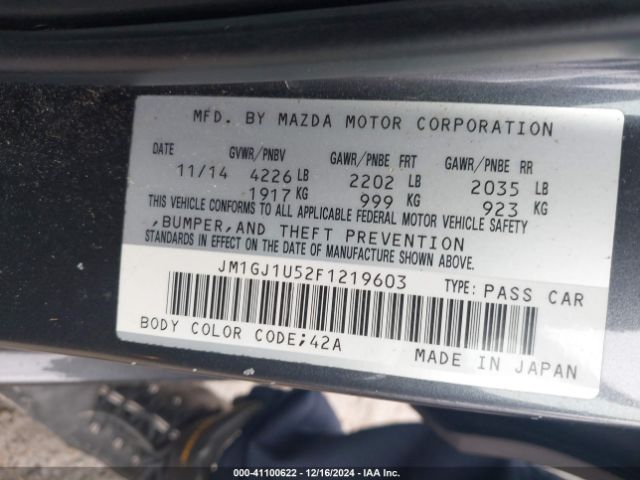 MFD. BY MAZDA MOTOR CORPORATION
DATE GVWR/PNBV GAWR/PNBE FRT GAWR/PNBE RR
11/14 4226 LB 2202 LB 2035 LB
1917 KG 999 KG 923 KG
THIS VEHICLE CONFORMS TO ALL APPLICABLE FEDERAL MOTOR VEHICLE SAFETY
,BUMPER,AND THEFT PREVENTION
STANDARDS IN EFFECT ON THE DATE OF MANUFACTURE SHOWN ABOVE.
JM1GJ1U52F1219603 TYPE: PASS CAR
BODY COLOR CODE;42A
MADE IN JAPAN
000-41100622 - 12/16/2024 - IAA Inc.